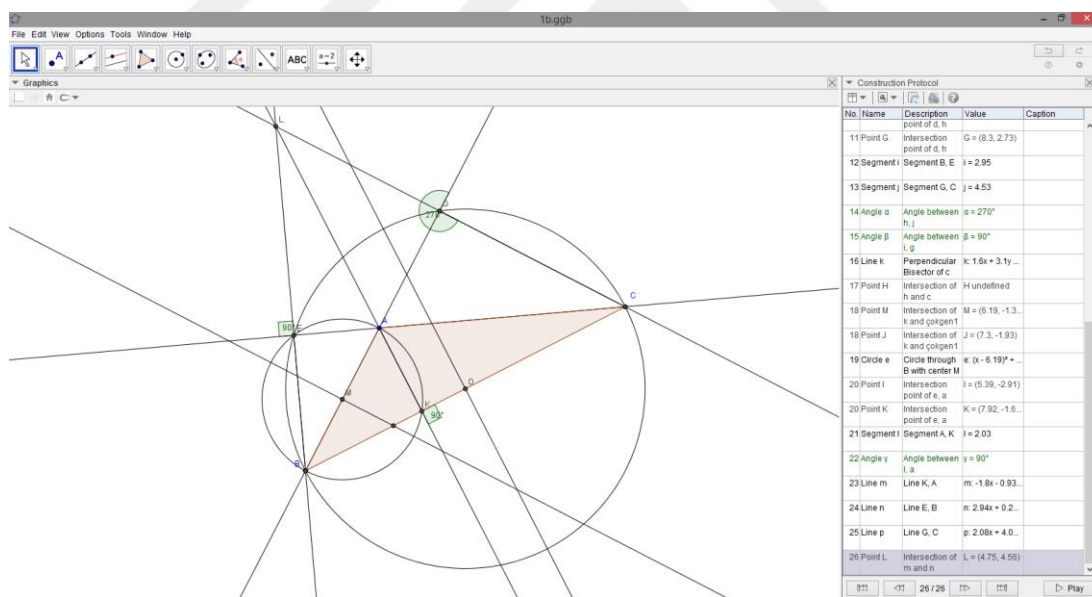 1b.ggb
File Edit View Options Tools Window Help
ABC
a=2
Graphics
Construction Protocol
No. Name Description Value Caption
point of d, h
11 Point G Intersection point of d, h G = (8.3, 2.73)
12 Segment i Segment B, E i = 2.95
13 Segment j Segment G, C j = 4.53
14 Angle α Angle between h, j α = 270°
15 Angle β Angle between i, g β = 90°
16 Line k Perpendicular Bisector of c k: 1.6x + 3.1y ...
17 Point H Intersection of h and c H undefined
18 Point M Intersection of k and çokgen1 M = (6.19, -1.3...
18 Point J Intersection of k and çokgen1 J = (7.3, -1.93)
19 Circle e Circle through B with center M e: (x - 6.19)² + ...
20 Point I Intersection point of e, a I = (5.39, -2.91)
20 Point K Intersection point of e, a K = (7.92, -1.6...
21 Segment l Segment A, K l = 2.03
22 Angle γ Angle between l, a γ = 90°
23 Line m Line K, A m: -1.8x - 0.93...
24 Line n Line E, B n: 2.94x + 0.2...
25 Line p Line G, C p: 2.08x + 4.0...
26 Point L Intersection of m and n L = (4.75, 4.56)
26 / 26
Play
L
C
A
90°
M
K
90°
B